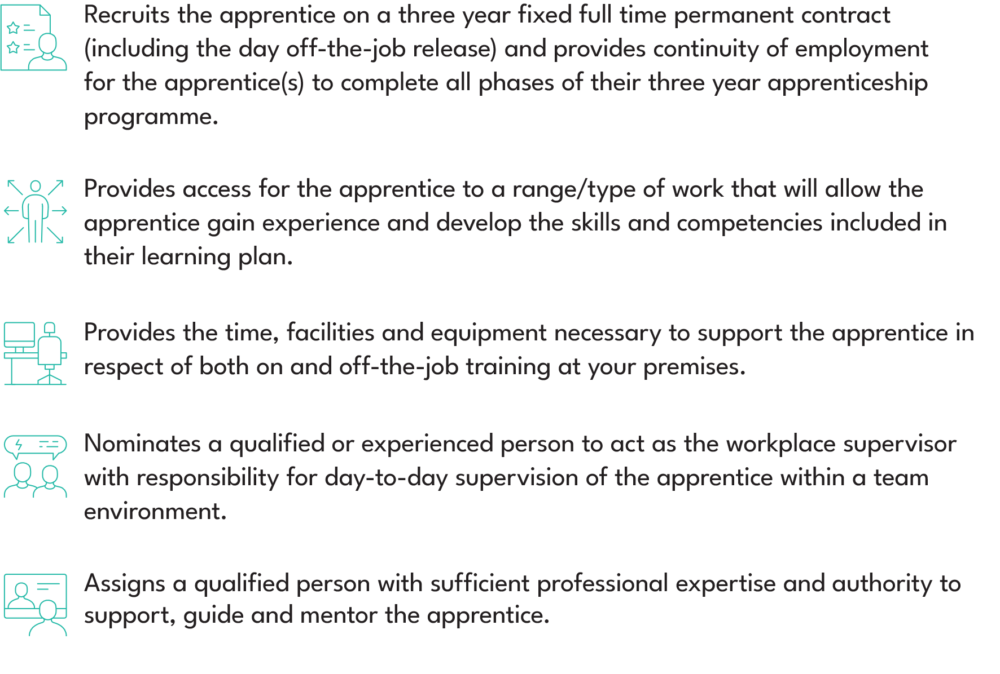 Recruits the apprentice on a three year fixed full time permanent contract
(including the day off-the-job release) and provides continuity of employment
for the apprentice(s) to complete all phases of their three year apprenticeship
programme.
Provides access for the apprentice to a range/type of work that will allow the
apprentice gain experience and develop the skills and competencies included in
their learning plan.
Provides the time, facilities and equipment necessary to support the apprentice in
respect of both on and off-the-job training at your premises.
Nominates a qualified or experienced person to act as the workplace supervisor
with responsibility for day-to-day supervision of the apprentice within a team
environment.
Assigns a qualified person with sufficient professional expertise and authority to
support, guide and mentor the apprentice.